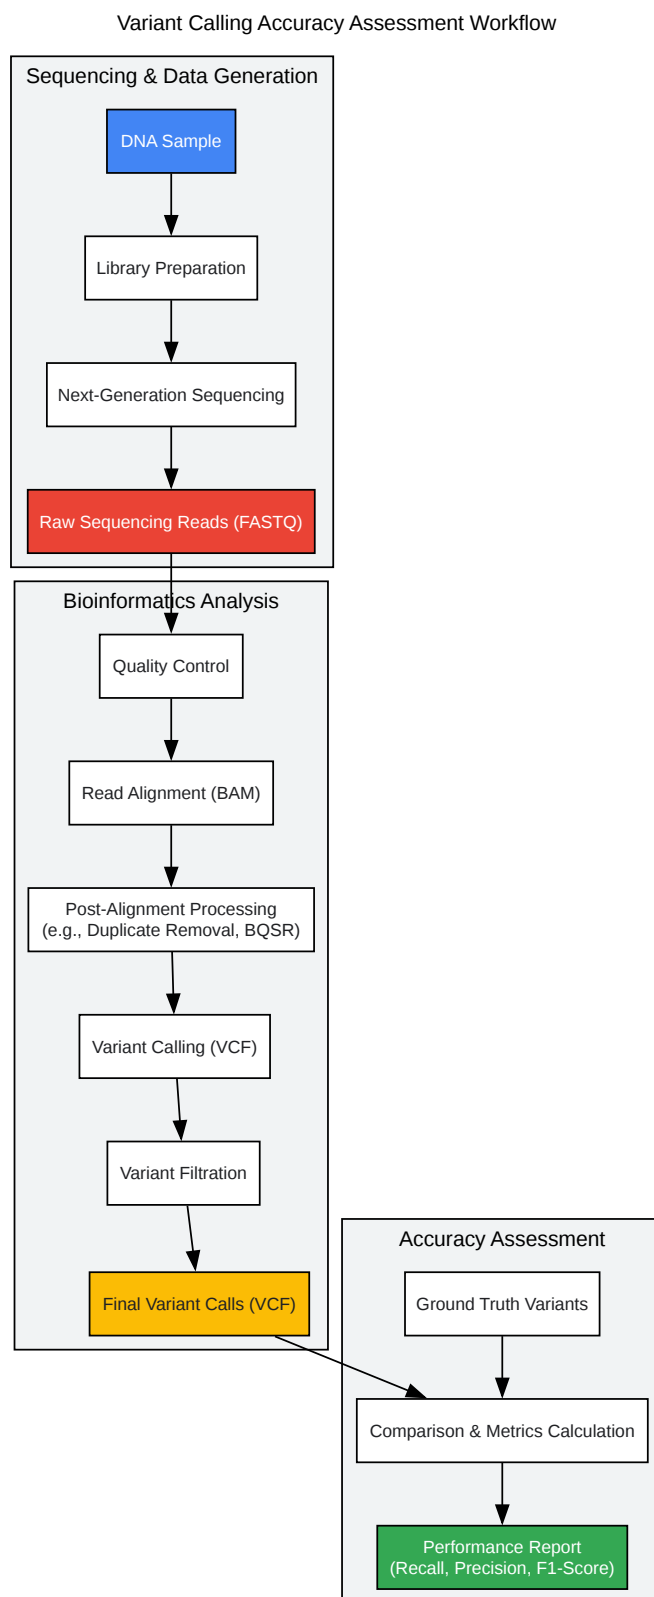 Variant Calling Accuracy Assessment Workflow
Sequencing & Data Generation
DNA Sample
Library Preparation
Next-Generation Sequencing
Raw Sequencing Reads (FASTQ)
Bioinformatics Analysis
Quality Control
Read Alignment (BAM)
Post-Alignment Processing
(e.g., Duplicate Removal, BQSR)
Variant Calling (VCF)
Variant Filtration
Final Variant Calls (VCF)
Accuracy Assessment
Ground Truth Variants
Comparison & Metrics Calculation
Performance Report
(Recall, Precision, F1-Score)